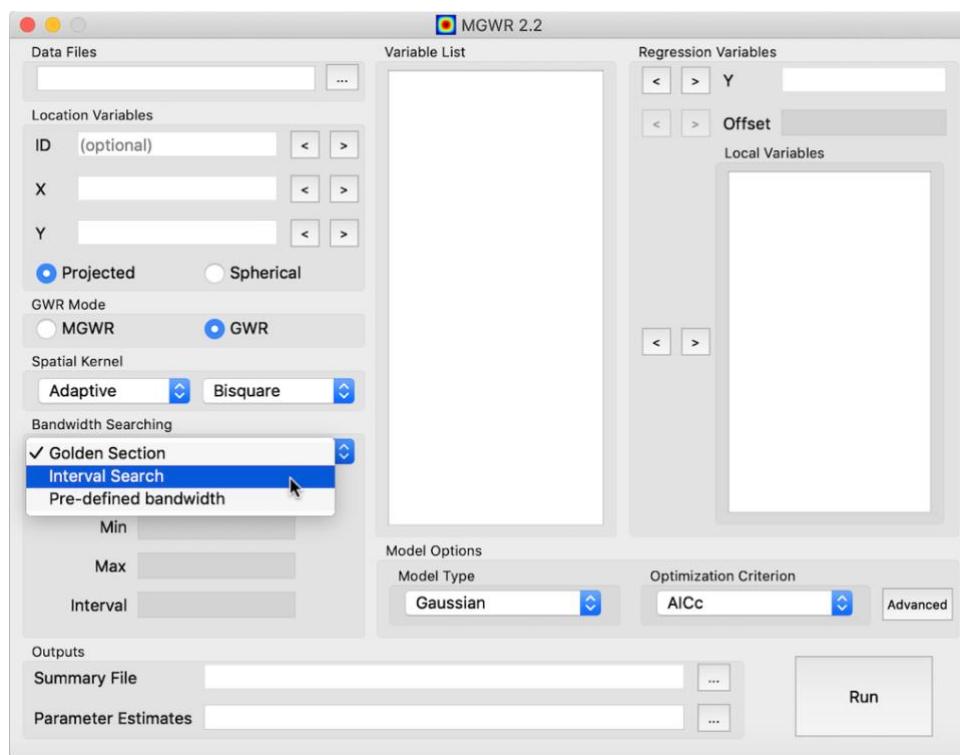 MGWR 2.2
Data Files
...
Location Variables
ID (optional) < >
X < >
Y < >
Projected Spherical
GWR Mode
MGWR GWR
Spatial Kernel
Adaptive Bisquare
Bandwidth Searching
✓ Golden Section
Interval Search
Pre-defined bandwidth
Min
Max
Interval
Variable List
Regression Variables
< > Y
< > Offset
Local Variables
< >
Model Options
Model Type
Gaussian
Optimization Criterion
AICc
Advanced
Outputs
Summary File ...
Parameter Estimates ...
Run